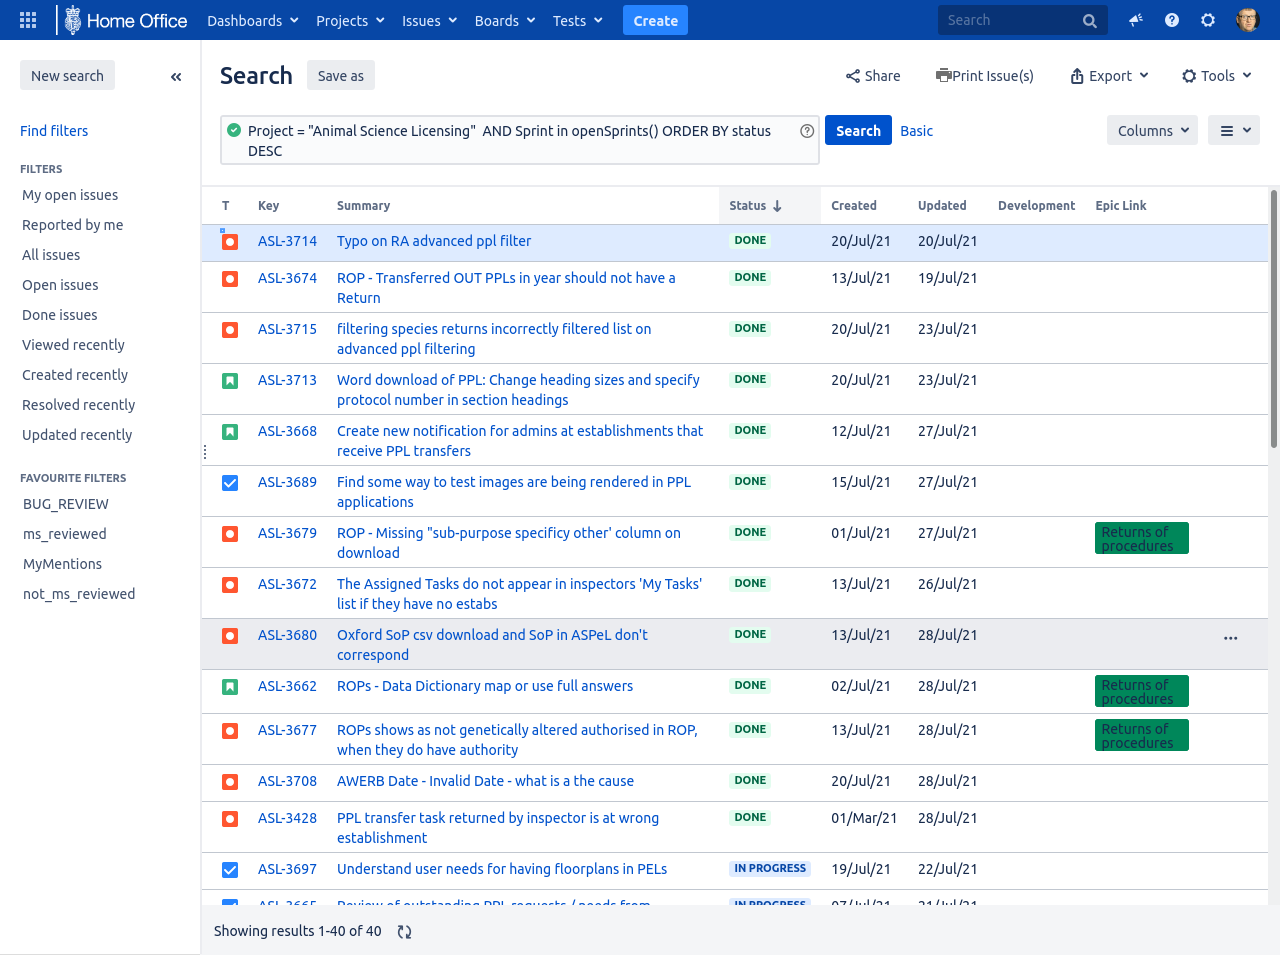 Home Office Dashboards Projects Issues Boards Tests Create Search
New search
Search Save as Share Print Issue(s) Export Tools
Find filters
Project = "Animal Science Licensing"  AND Sprint in openSprints() ORDER BY status
DESC
Search Basic Columns
FILTERS
My open issues
Reported by me
All issues
Open issues
Done issues
Viewed recently
Created recently
Resolved recently
Updated recently
FAVOURITE FILTERS
BUG_REVIEW
ms_reviewed
MyMentions
not_ms_reviewed
T Key Summary Status Created Updated Development Epic Link
ASL-3714 Typo on RA advanced ppl filter DONE 20/Jul/21 20/Jul/21
ASL-3674 ROP - Transferred OUT PPLs in year should not have a DONE 13/Jul/21 19/Jul/21
Return
ASL-3715 filtering species returns incorrectly filtered list on DONE 20/Jul/21 23/Jul/21
advanced ppl filtering
ASL-3713 Word download of PPL: Change heading sizes and specify DONE 20/Jul/21 23/Jul/21
protocol number in section headings
ASL-3668 Create new notification for admins at establishments that DONE 12/Jul/21 27/Jul/21
receive PPL transfers
ASL-3689 Find some way to test images are being rendered in PPL DONE 15/Jul/21 27/Jul/21
applications
ASL-3679 ROP - Missing "sub-purpose specificy other' column on DONE 01/Jul/21 27/Jul/21 Returns of
download procedures
ASL-3672 The Assigned Tasks do not appear in inspectors 'My Tasks' DONE 13/Jul/21 26/Jul/21
list if they have no estabs
ASL-3680 Oxford SoP csv download and SoP in ASPeL don't DONE 13/Jul/21 28/Jul/21
correspond
ASL-3662 ROPs - Data Dictionary map or use full answers DONE 02/Jul/21 28/Jul/21 Returns of
procedures
ASL-3677 ROPs shows as not genetically altered authorised in ROP, DONE 13/Jul/21 28/Jul/21 Returns of
when they do have authority procedures
ASL-3708 AWERB Date - Invalid Date - what is a the cause DONE 20/Jul/21 28/Jul/21
ASL-3428 PPL transfer task returned by inspector is at wrong DONE 01/Mar/21 28/Jul/21
establishment
ASL-3697 Understand user needs for having floorplans in PELs IN PROGRESS 19/Jul/21 22/Jul/21
ASL-3665 Review of outstanding PPL requests / needs from IN PROGRESS 07/Jul/21 21/Jul/21
Showing results 1-40 of 40